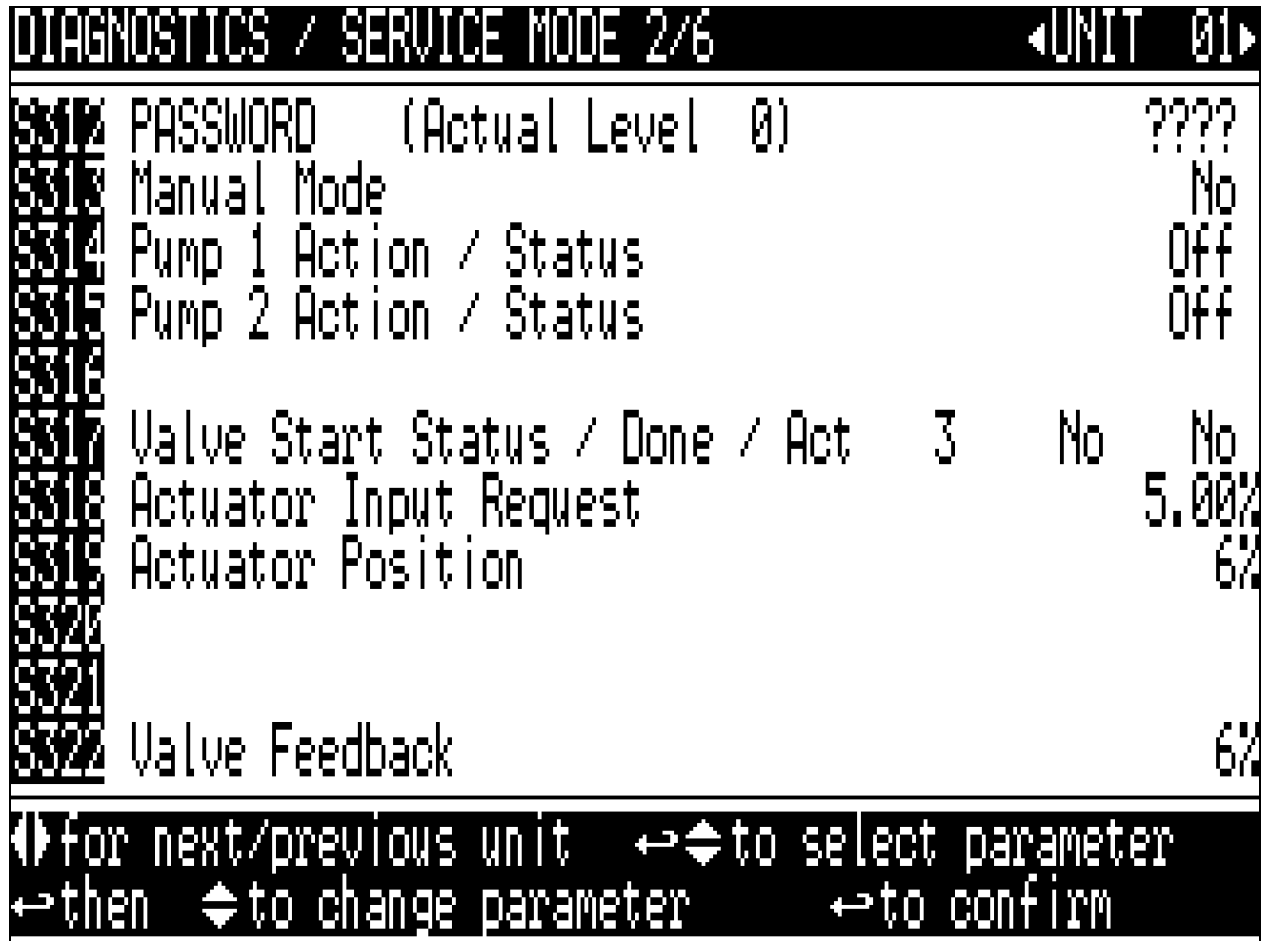 DIAGNOSTICS / SERVICE MODE 2/6 ◀UNIT 01▶
S312 PASSWORD (Actual Level 0) ????
S313 Manual Mode No
S314 Pump 1 Action / Status Off
S315 Pump 2 Action / Status Off
S316
S317 Valve Start Status / Done / Act 3 No No
S318 Actuator Input Request 5.00%
S319 Actuator Position 6%
S320
S321
S322 Valve Feedback 6%
◀▶for next/previous unit ↵▲▼to select parameter
↵then ▲▼to change parameter ↵to confirm